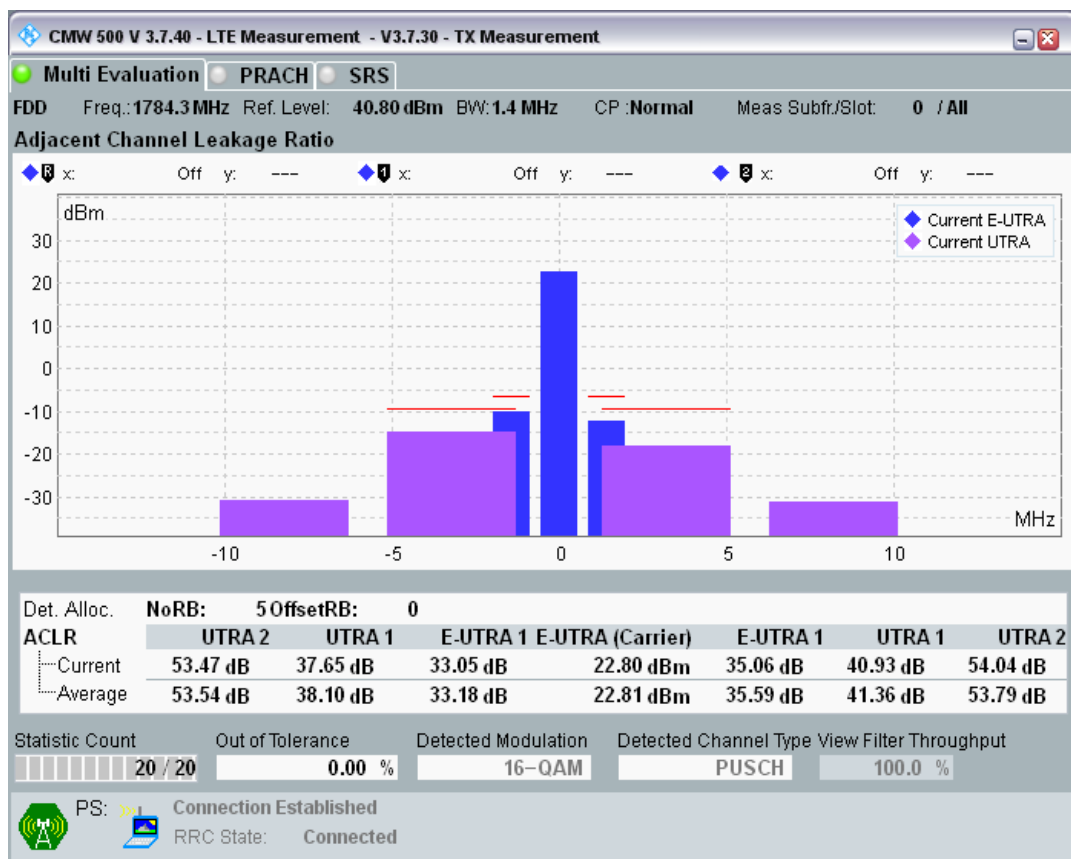 CMW 500 V 3.7.40 - LTE Measurement - V3.7.30 - TX Measurement
Multi Evaluation PRACH SRS
FDD Freq.: 1784.3 MHz Ref. Level: 40.80 dBm BW: 1.4 MHz CP :Normal Meas Subfr./Slot: 0 / All
Adjacent Channel Leakage Ratio
R x: Off y: --- 1 x: Off y: --- 2 x: Off y: ---
dBm
Current E-UTRA
Current UTRA
30
20
10
0
-10
-20
-30
MHz
-10 -5 0 5 10
Det. Alloc. NoRB: 5 OffsetRB: 0
ACLR UTRA 2 UTRA 1 E-UTRA 1 E-UTRA (Carrier) E-UTRA 1 UTRA 1 UTRA 2
Current 53.47 dB 37.65 dB 33.05 dB 22.80 dBm 35.06 dB 40.93 dB 54.04 dB
Average 53.54 dB 38.10 dB 33.18 dB 22.81 dBm 35.59 dB 41.36 dB 53.79 dB
Statistic Count Out of Tolerance Detected Modulation Detected Channel Type View Filter Throughput
20 / 20 0.00 % 16-QAM PUSCH 100.0 %
PS: Connection Established
RRC State: Connected